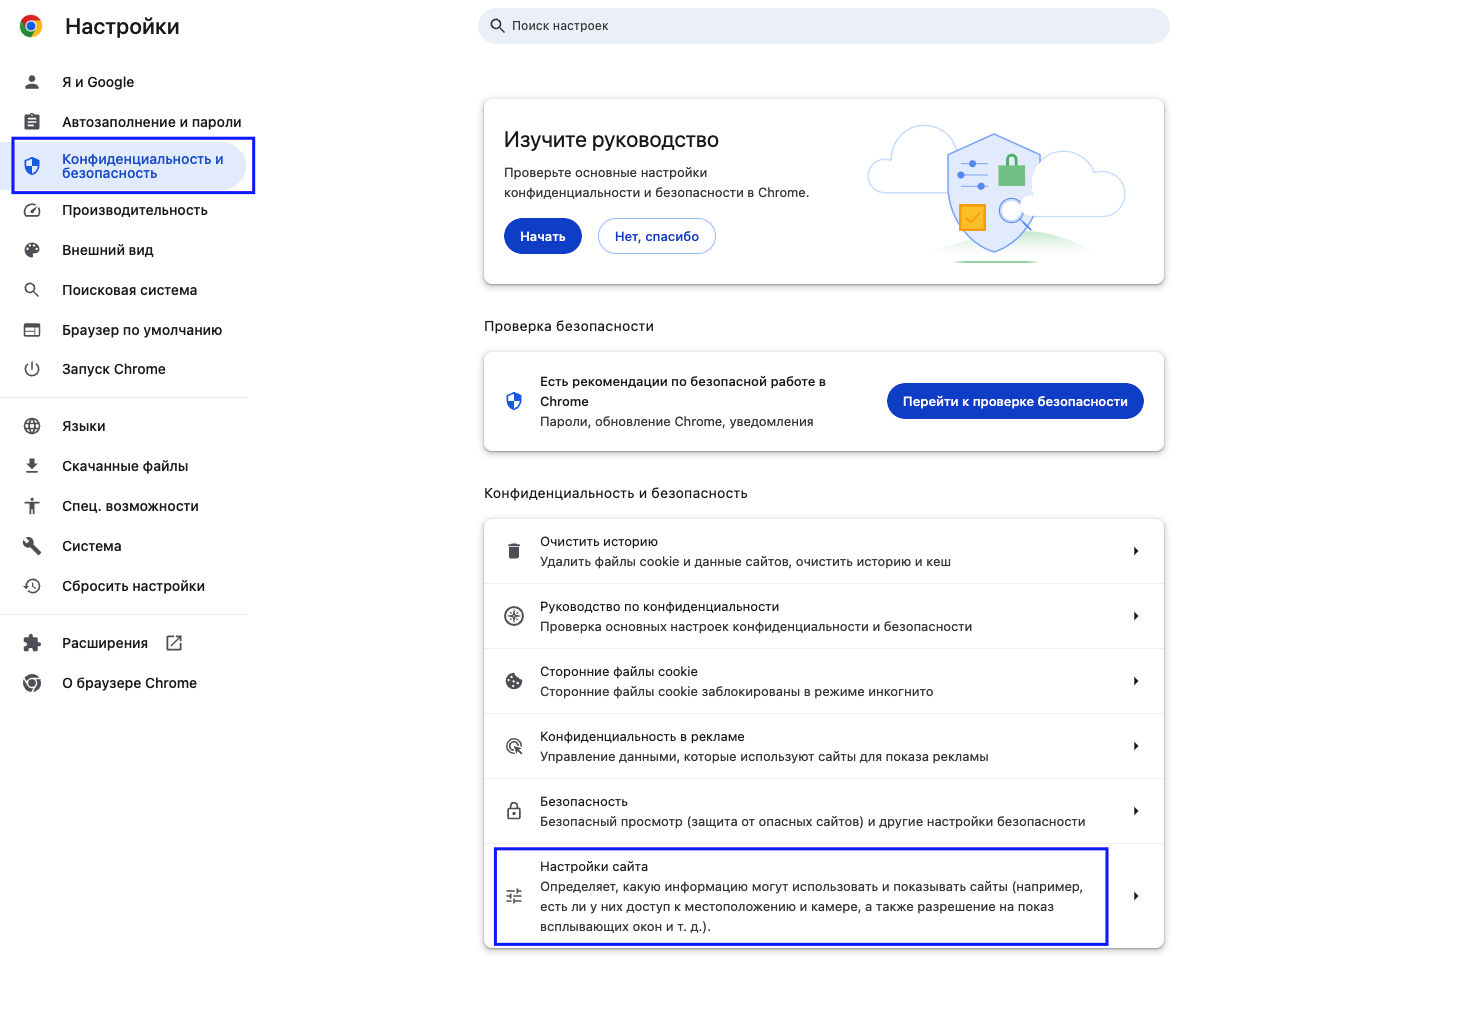 Настройки
Поиск настроек
Я и Google
Автозаполнение и пароли
Конфиденциальность и
безопасность
Производительность
Внешний вид
Поисковая система
Браузер по умолчанию
Запуск Chrome
Языки
Скачанные файлы
Спец. возможности
Система
Сбросить настройки
Расширения
О браузере Chrome
Изучите руководство
Проверьте основные настройки
конфиденциальности и безопасности в Chrome.
Начать
Нет, спасибо
Проверка безопасности
Есть рекомендации по безопасной работе в
Chrome
Пароли, обновление Chrome, уведомления
Перейти к проверке безопасности
Конфиденциальность и безопасность
Очистить историю
Удалить файлы cookie и данные сайтов, очистить историю и кеш
Руководство по конфиденциальности
Проверка основных настроек конфиденциальности и безопасности
Сторонние файлы cookie
Сторонние файлы cookie заблокированы в режиме инкогнито
Конфиденциальность в рекламе
Управление данными, которые используют сайты для показа рекламы
Безопасность
Безопасный просмотр (защита от опасных сайтов) и другие настройки безопасности
Настройки сайта
Определяет, какую информацию могут использовать и показывать сайты (например,
есть ли у них доступ к местоположению и камере, а также разрешение на показ
всплывающих окон и т. д.).